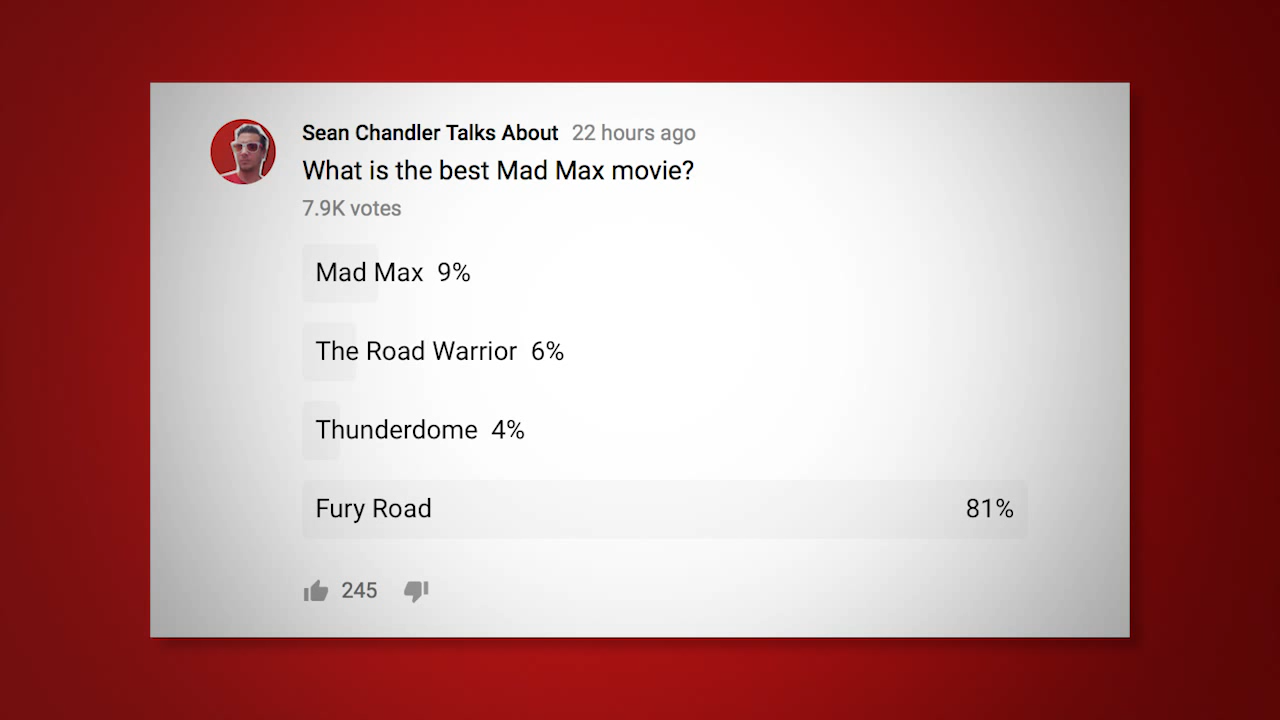 Sean Chandler Talks About 22 hours ago
What is the best Mad Max movie?
7.9K votes
Mad Max 9%
The Road Warrior 6%
Thunderdome 4%
Fury Road 81%
245